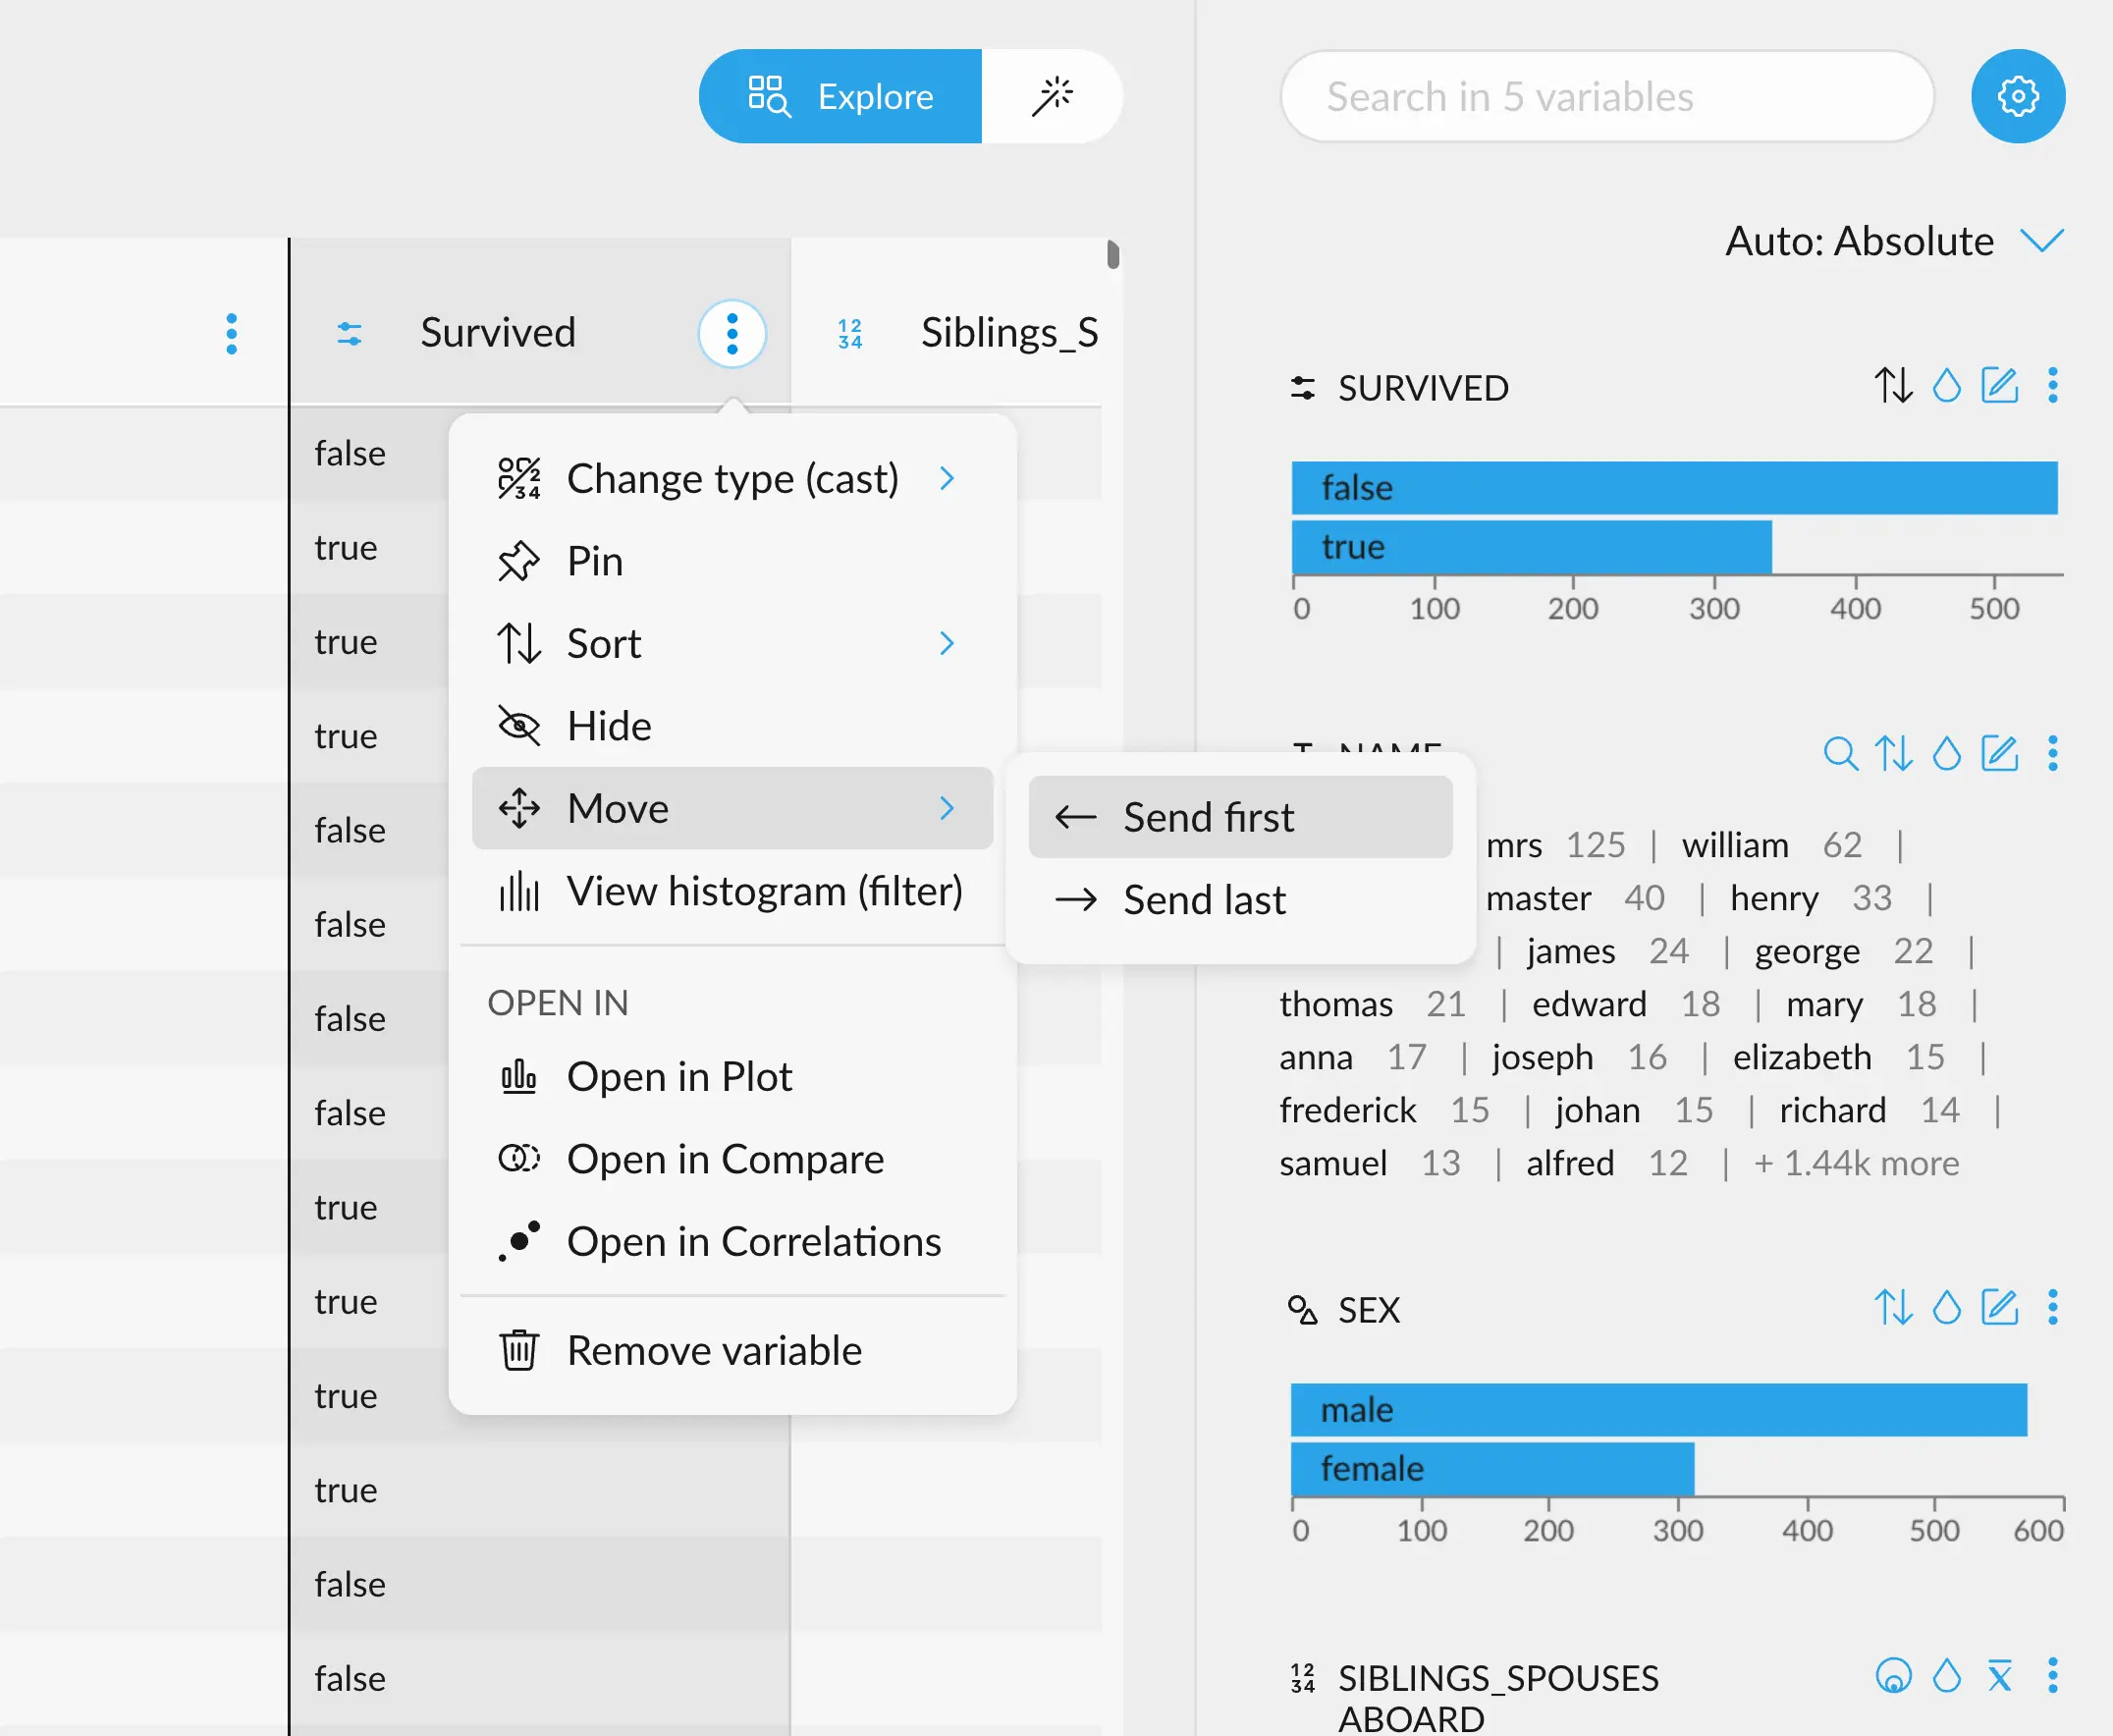 Explore
Search in 5 variables
Auto: Absolute
Survived
Siblings_S
false
true
true
true
false
false
false
false
true
true
true
true
false
false
Change type (cast)
Pin
Sort
Hide
Move
View histogram (filter)
OPEN IN
Open in Plot
Open in Compare
Open in Correlations
Remove variable
Send first
Send last
SURVIVED
false
true
0 100 200 300 400 500
NAME
mrs 125 | william 62 |
master 40 | henry 33 |
| james 24 | george 22 |
thomas 21 | edward 18 | mary 18 |
anna 17 | joseph 16 | elizabeth 15 |
frederick 15 | johan 15 | richard 14 |
samuel 13 | alfred 12 | + 1.44k more
SEX
male
female
0 100 200 300 400 500 600
SIBLINGS_SPOUSES
ABOARD